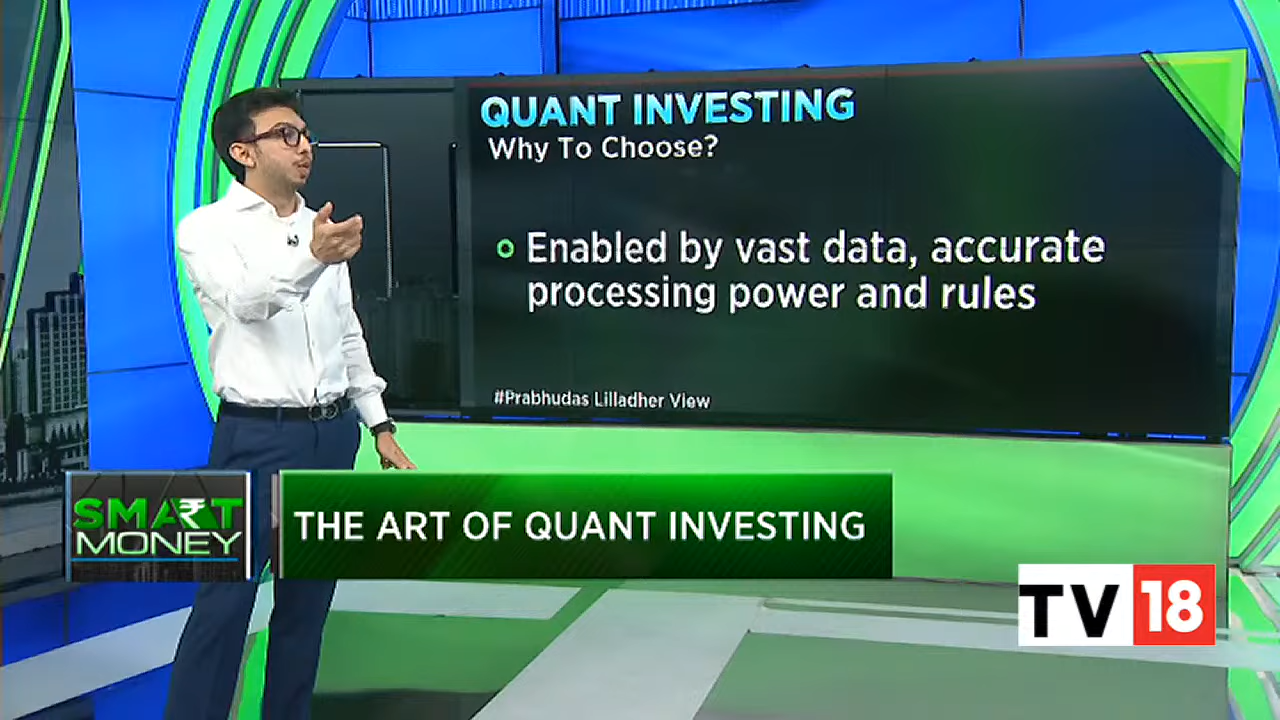 QUANT INVESTING
Why To Choose?
Enabled by vast data, accurate
processing power and rules
#Prabhudas Lilladher View
SMA₹T
MONEY
THE ART OF QUANT INVESTING
TV18